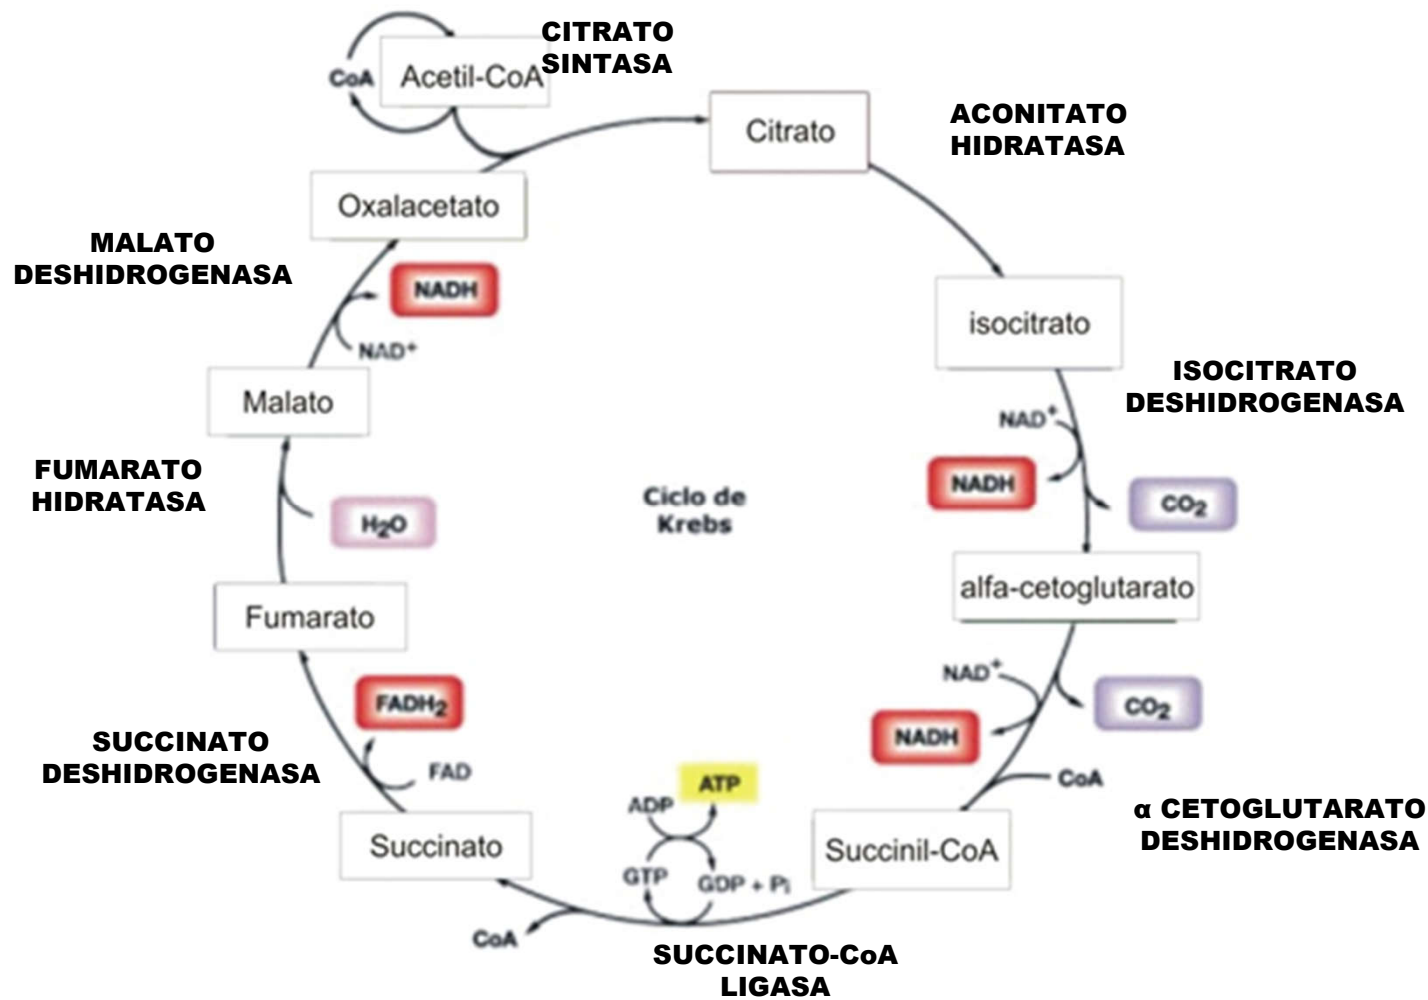 CITRATO
SINTASA
CoA
Acetil-CoA
Citrato
ACONITATO
HIDRATASA
Oxalacetato
MALATO
DESHIDROGENASA
NADH
NAD+
isocitrato
ISOCITRATO
DESHIDROGENASA
NAD+
NADH
CO2
Malato
FUMARATO
HIDRATASA
H2O
Ciclo de
Krebs
alfa-cetoglutarato
Fumarato
NAD+
NADH
CO2
CoA
α CETOGLUTARATO
DESHIDROGENASA
FADH2
FAD
SUCCINATO
DESHIDROGENASA
ATP
ADP
GTP
GDP + Pi
Succinato
Succinil-CoA
CoA
SUCCINATO-CoA
LIGASA